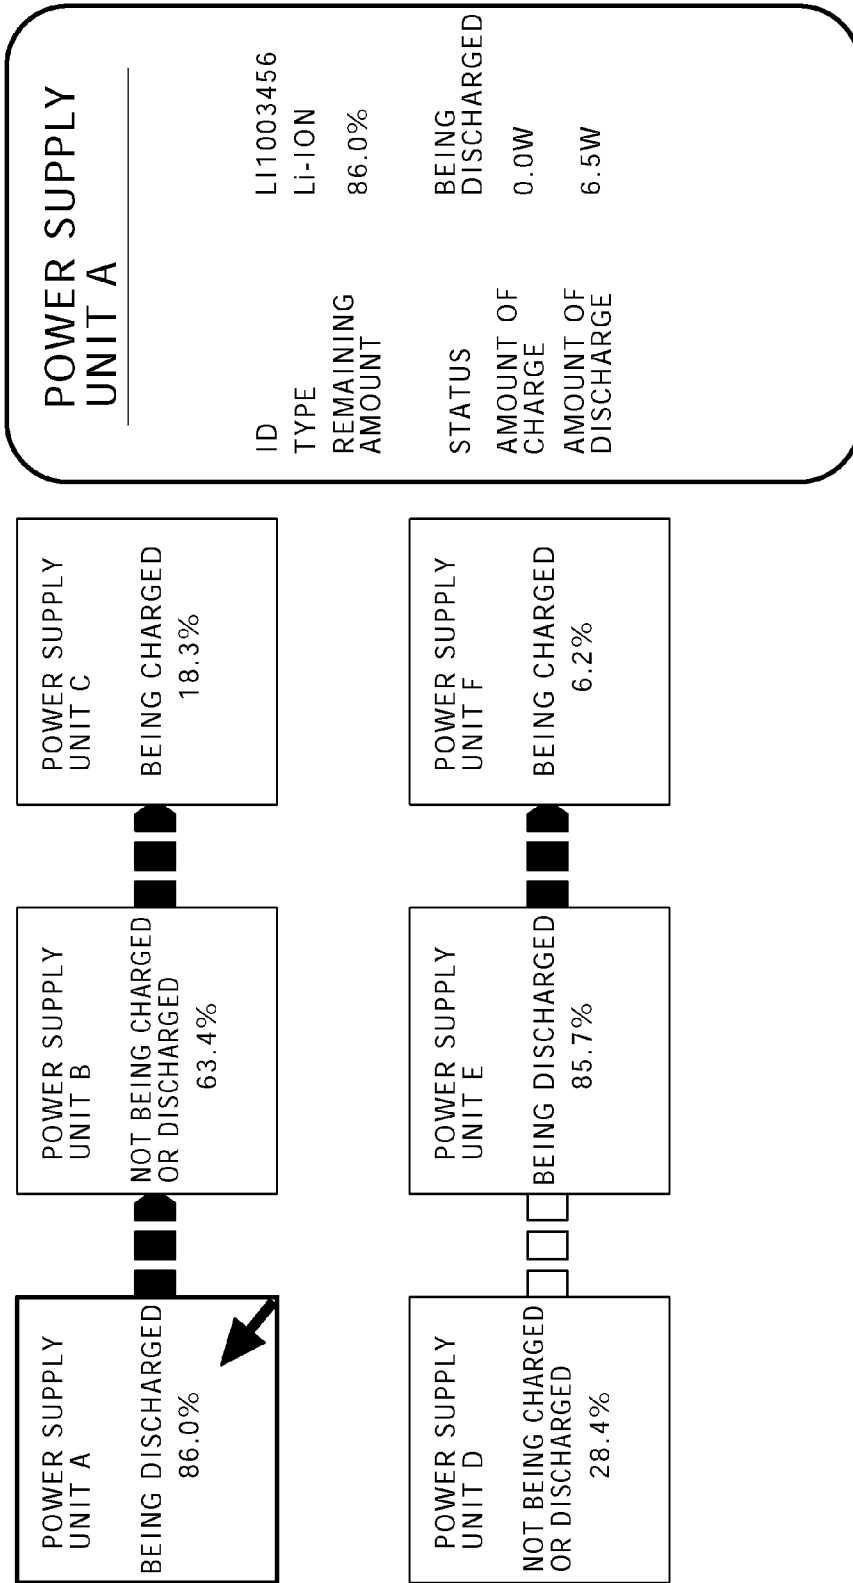 POWER SUPPLY
UNIT A
BEING DISCHARGED
86.0%
POWER SUPPLY
UNIT B
NOT BEING CHARGED
OR DISCHARGED
63.4%
POWER SUPPLY
UNIT C
BEING CHARGED
18.3%
POWER SUPPLY
UNIT D
NOT BEING CHARGED
OR DISCHARGED
28.4%
POWER SUPPLY
UNIT E
BEING DISCHARGED
85.7%
POWER SUPPLY
UNIT F
BEING CHARGED
6.2%
POWER SUPPLY
UNIT A
ID LI1003456
TYPE Li-ION
REMAINING
AMOUNT 86.0%
STATUS BEING
DISCHARGED
AMOUNT OF
CHARGE 0.0W
AMOUNT OF
DISCHARGE 6.5W